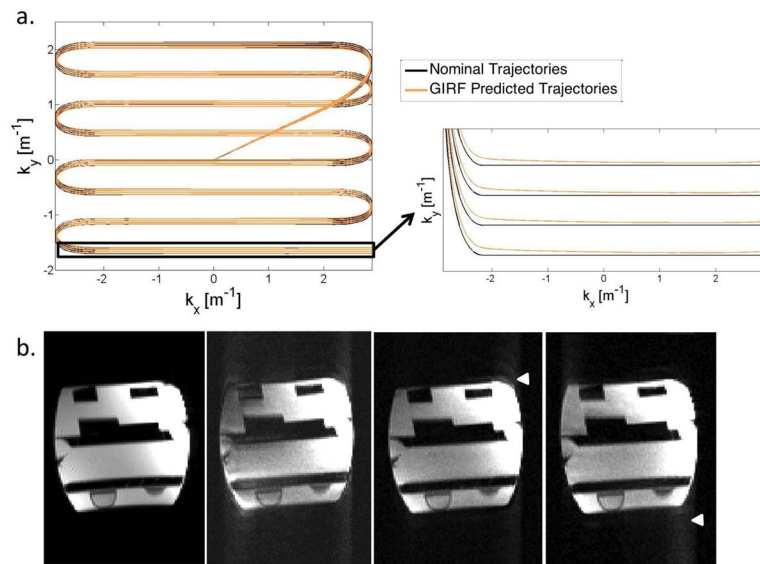 a.
2
1
0
-1
-2
k_y [m^-1]
-2
-1
0
1
2
k_x [m^-1]
Nominal Trajectories
GIRF Predicted Trajectories
k_y [m^-1]
-2
-1
0
1
2
k_x [m^-1]
b.